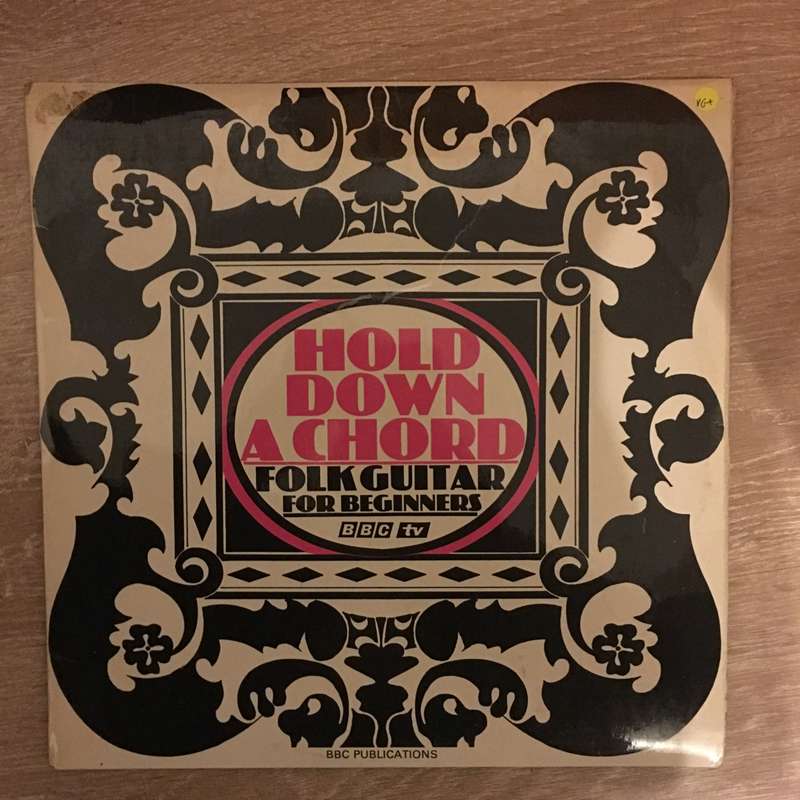 VG+
HOLD
DOWN
A CHORD
FOLK GUITAR
FOR BEGINNERS
BBC tv
BBC PUBLICATIONS